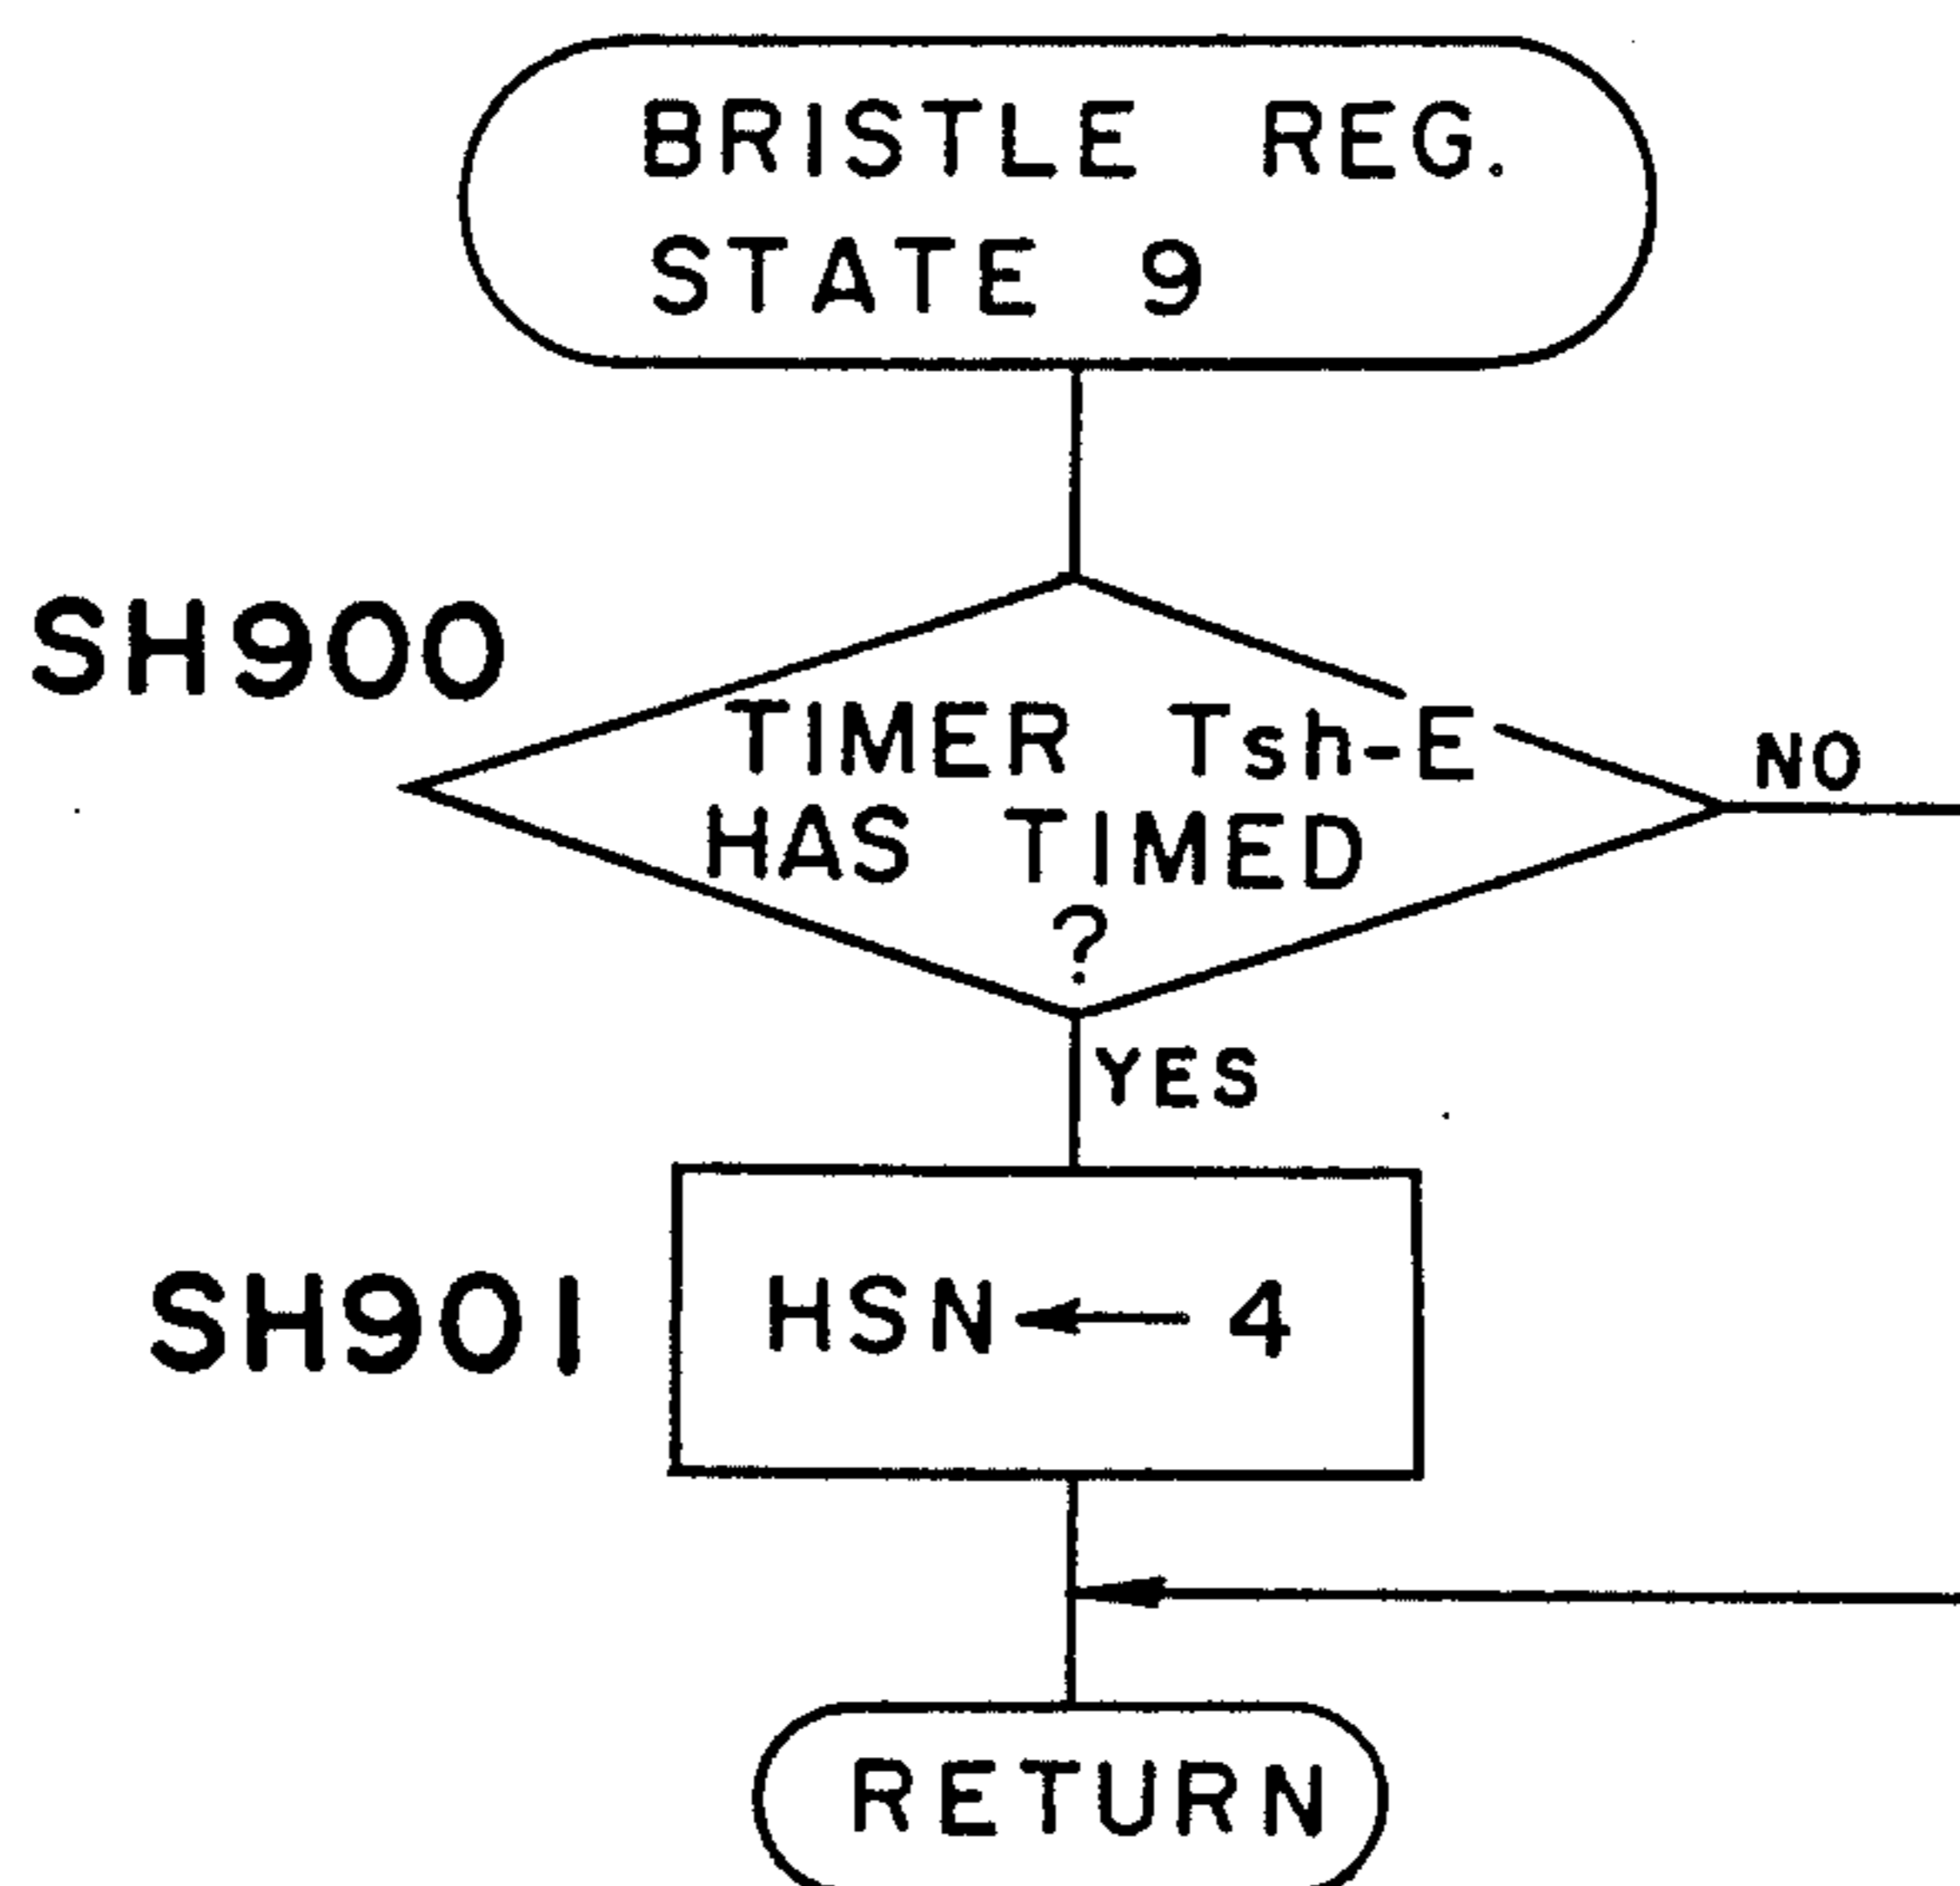 BRISTLE REG.
STATE 9
SH900
TIMER Tsh-E
HAS TIMED
?
NO
YES
SH901
HSN ← 4
RETURN